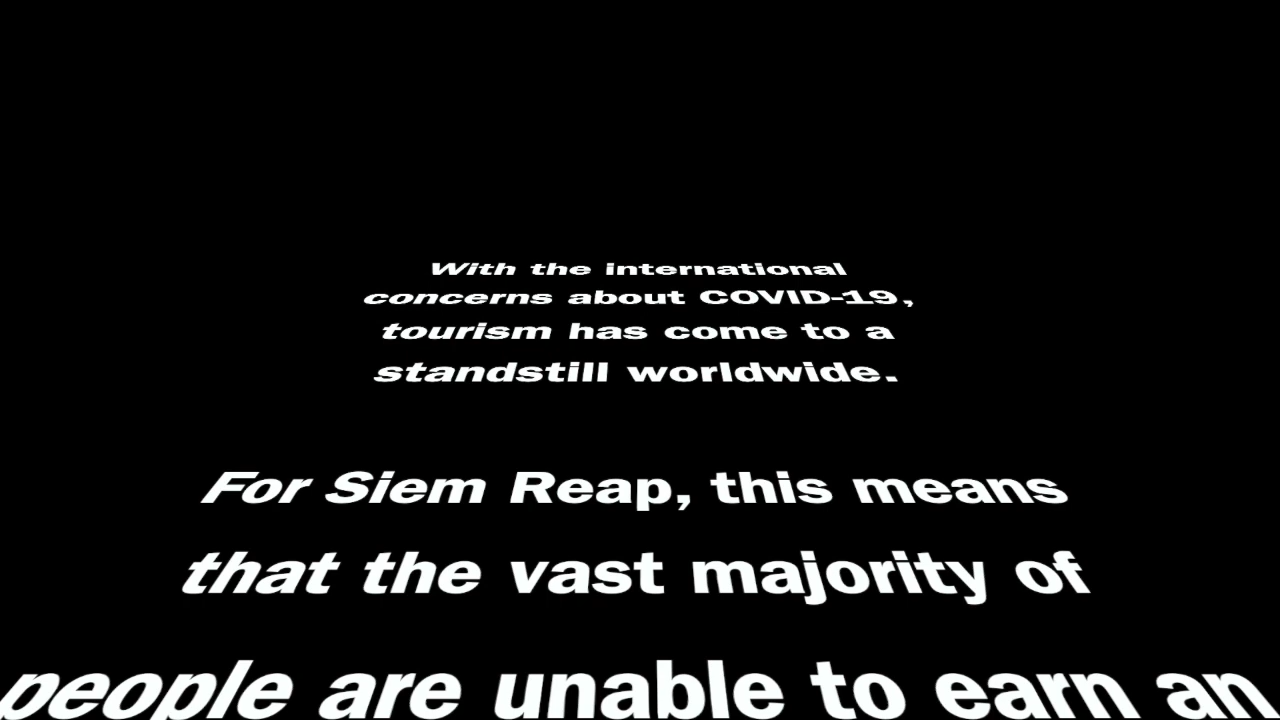 With the international
concerns about COVID-19,
tourism has come to a
standstill worldwide.
For Siem Reap, this means
that the vast majority of
people are unable to earn an